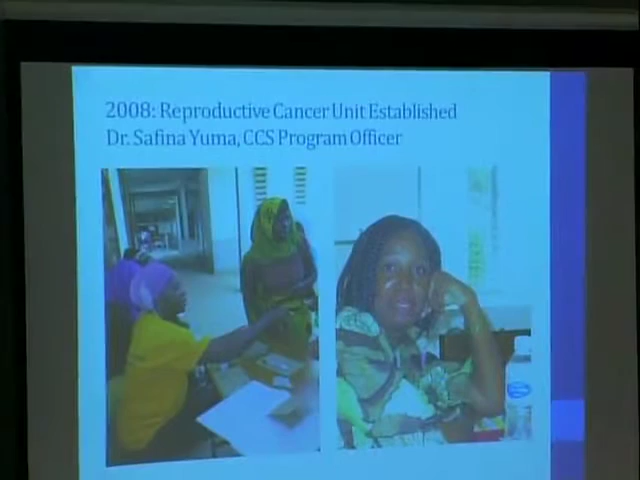 2008: Reproductive Cancer Unit Established
Dr. Safina Yuma, CCS Program Officer